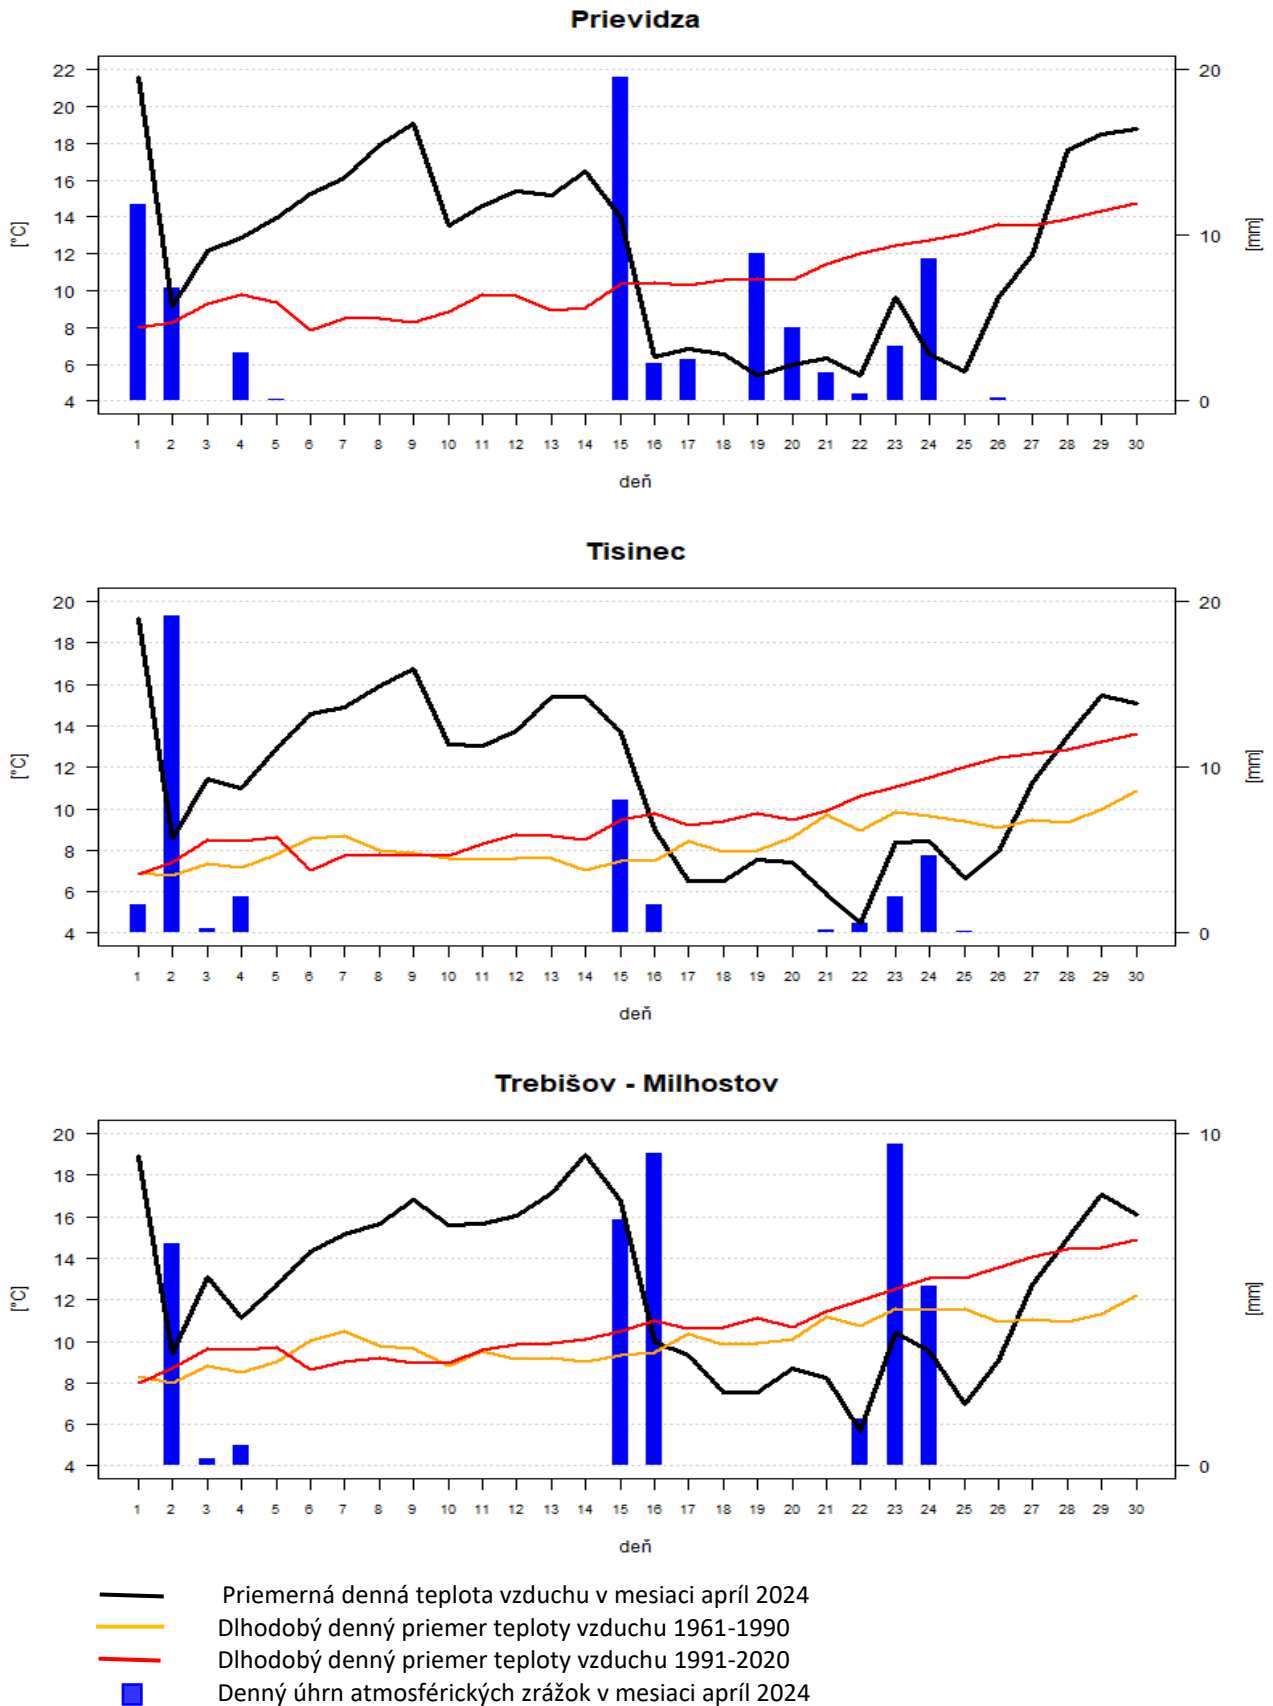 Prievidza
22
20
18
16
14
12
10
8
6
4
[°C]
20
10
0
[mm]
1 2 3 4 5 6 7 8 9 10 11 12 13 14 15 16 17 18 19 20 21 22 23 24 25 26 27 28 29 30
deň
Tisinec
20
18
16
14
12
10
8
6
4
[°C]
20
10
0
[mm]
1 2 3 4 5 6 7 8 9 10 11 12 13 14 15 16 17 18 19 20 21 22 23 24 25 26 27 28 29 30
deň
Trebišov - Milhostov
20
18
16
14
12
10
8
6
4
[°C]
10
0
[mm]
1 2 3 4 5 6 7 8 9 10 11 12 13 14 15 16 17 18 19 20 21 22 23 24 25 26 27 28 29 30
deň
Priemerná denná teplota vzduchu v mesiaci apríl 2024
Dlhodobý denný priemer teploty vzduchu 1961-1990
Dlhodobý denný priemer teploty vzduchu 1991-2020
Denný úhrn atmosférických zrážok v mesiaci apríl 2024